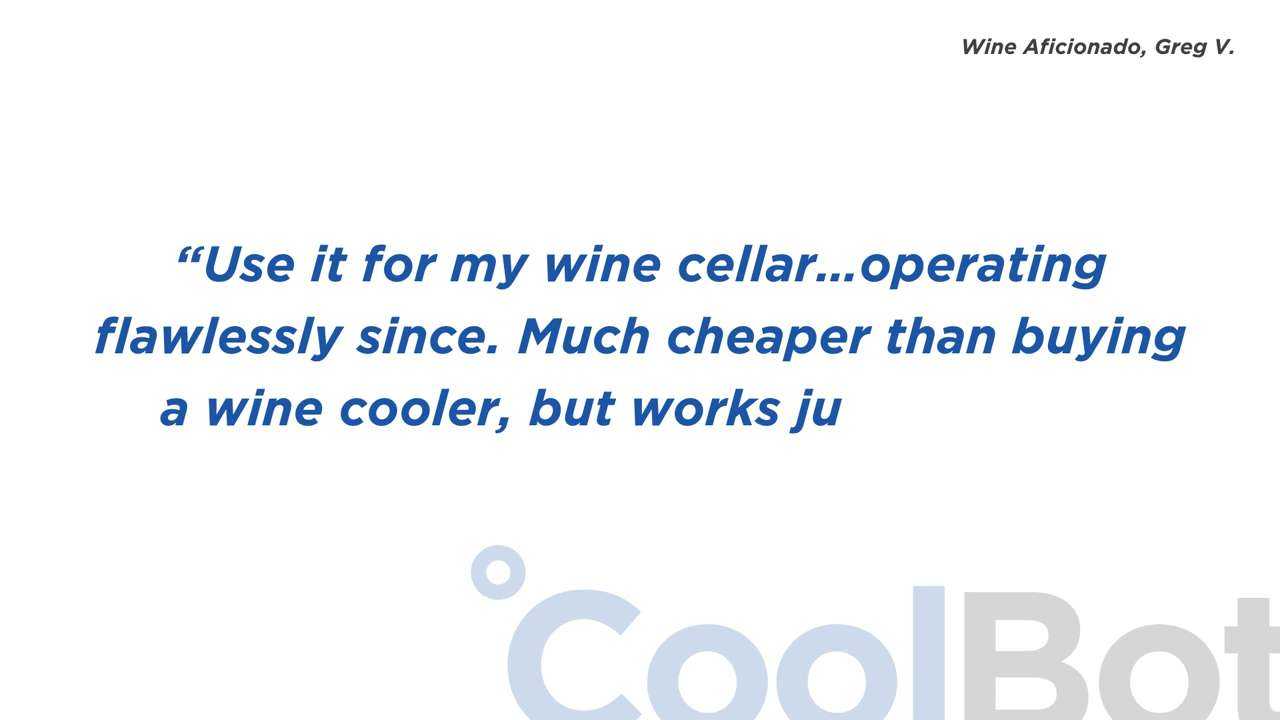 Wine Aficionado, Greg V.
“Use it for my wine cellar...operating
flawlessly since. Much cheaper than buying
a wine cooler, but works ju
°CoolBot